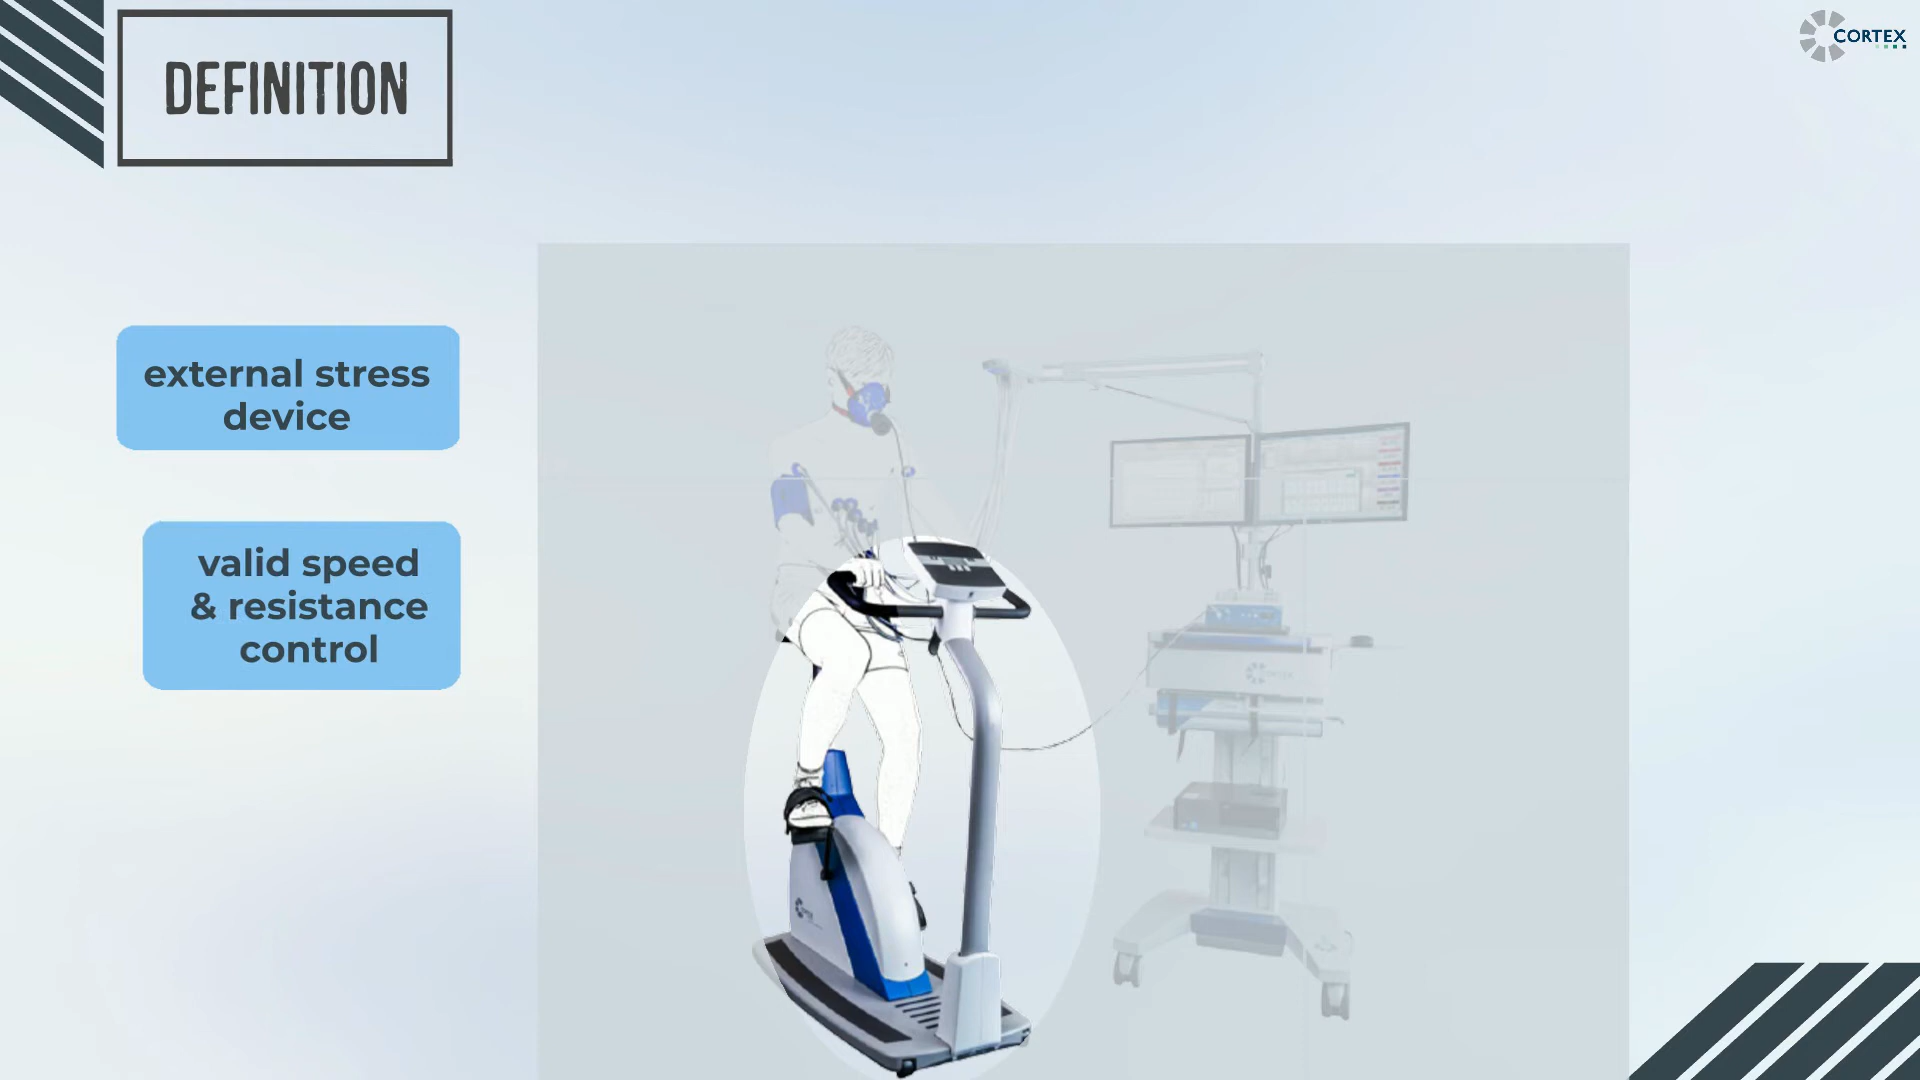 DEFINITION
CORTEX
external stress
device
valid speed
& resistance
control